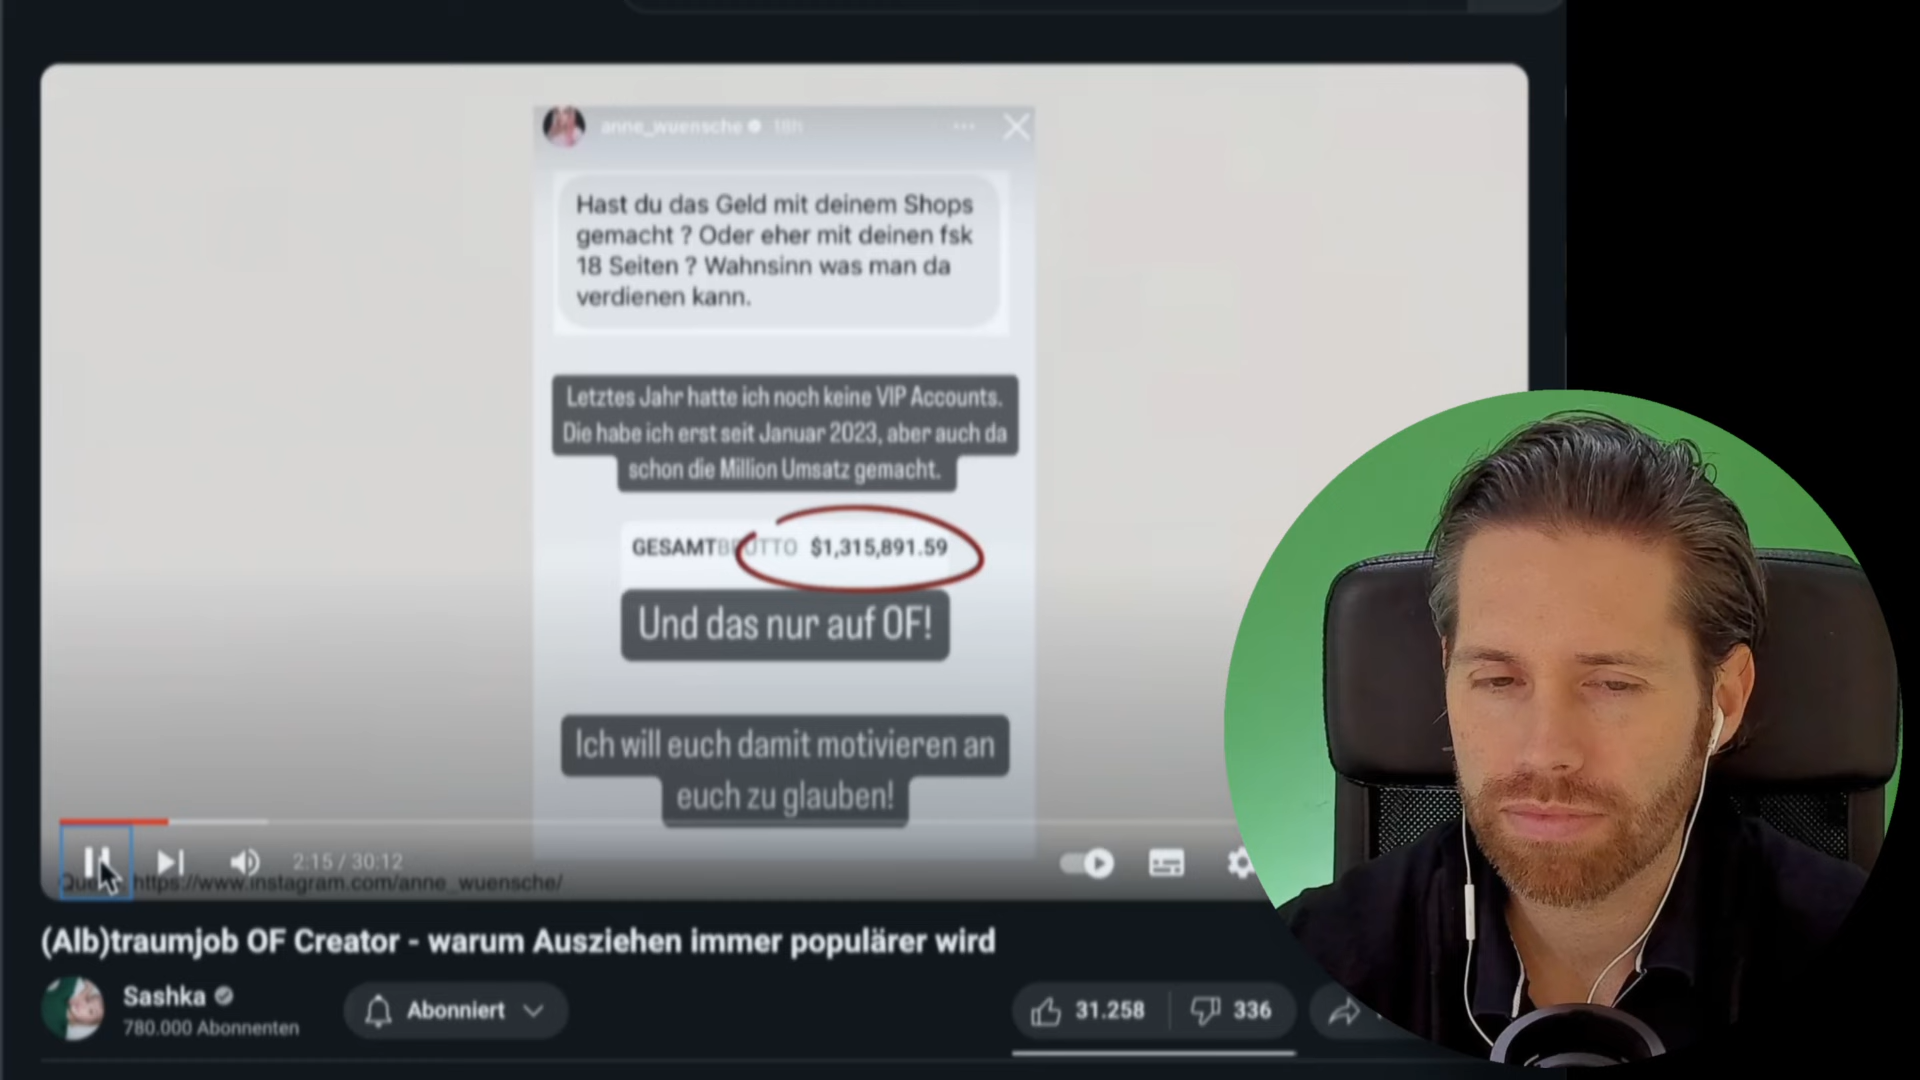 anne_wuensche 18h
Hast du das Geld mit deinem Shops
gemacht ? Oder eher mit deinen fsk
18 Seiten ? Wahnsinn was man da
verdienen kann.
Letztes Jahr hatte ich noch keine VIP Accounts.
Die habe ich erst seit Januar 2023, aber auch da
schon die Million Umsatz gemacht.
GESAMTBRUTTO $1,315,891.59
Und das nur auf OF!
Ich will euch damit motivieren an
euch zu glauben!
2:15 / 30:12
https://www.instagram.com/anne_wuensche/
(Alb)traumjob OF Creator - warum Ausziehen immer populärer wird
Sashka
780.000 Abonnenten
Abonniert
31.258
336